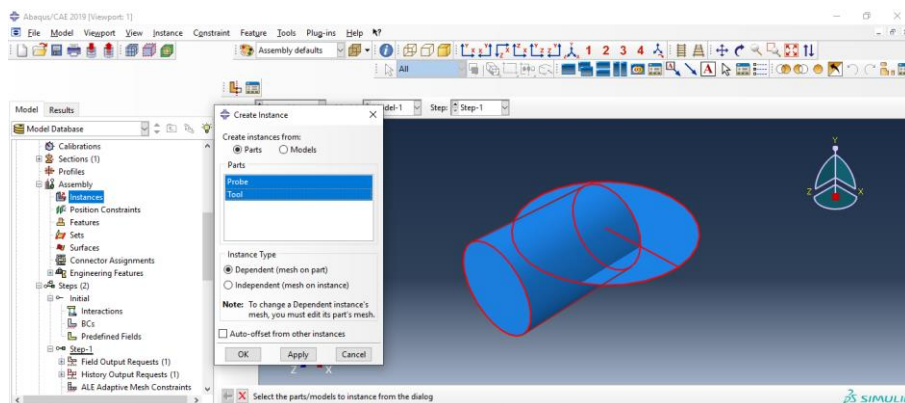 Abaqus/CAE 2019 [Viewport: 1]
File Model Viewport View Instance Constraint Feature Tools Plug-ins Help
Assembly defaults
1 2 3 4
All
Model Results
Step: Step-1
Model Database
Calibrations
Sections (1)
Profiles
Assembly
Instances
Position Constraints
Features
Sets
Surfaces
Connector Assignments
Engineering Features
Steps (2)
Initial
Interactions
BCs
Predefined Fields
Step-1
Field Output Requests (1)
History Output Requests (1)
ALE Adaptive Mesh Constraints
Create Instance
Create instances from:
Parts Models
Parts
Probe
Tool
Instance Type
Dependent (mesh on part)
Independent (mesh on instance)
Note: To change a Dependent instance's
mesh, you must edit its part's mesh.
Auto-offset from other instances
OK Apply Cancel
Y
Z X
Z X
Select the parts/models to instance from the dialog